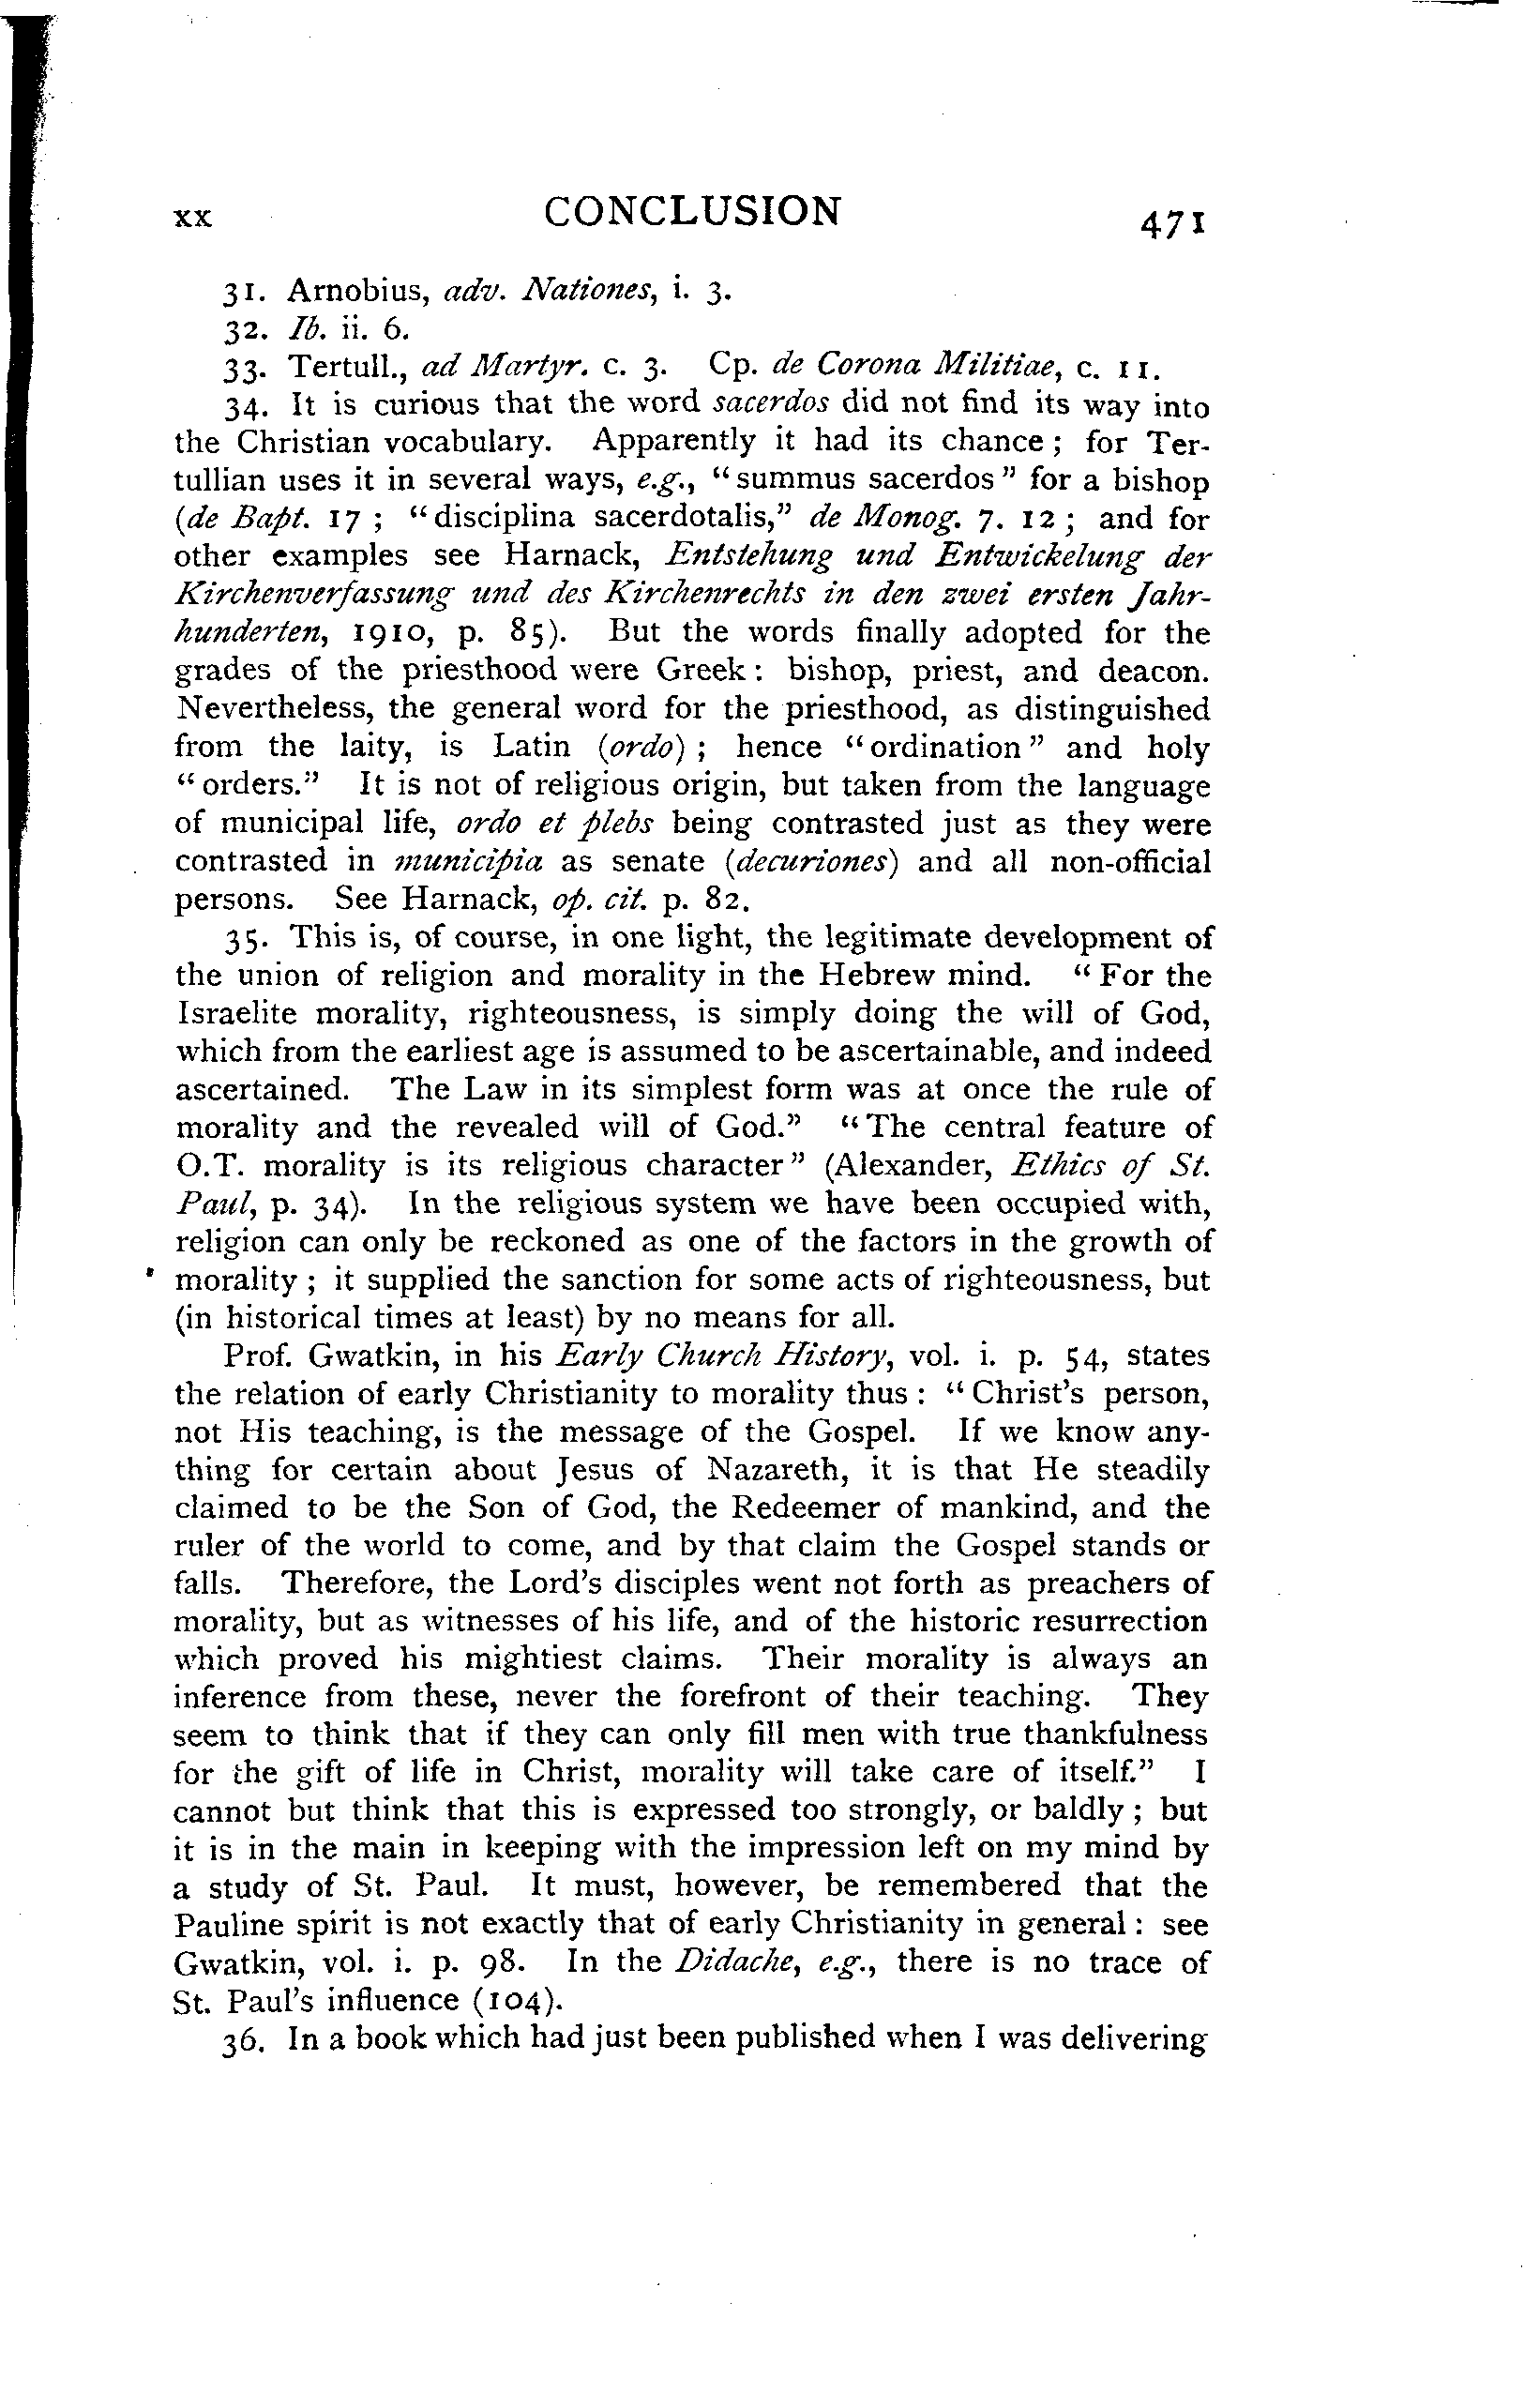 xx CONCLUSION 471
31. Arnobius, adv. Nationes, i. 3.
32. Ib. ii. 6.
33. Tertull., ad Martyr. c. 3. Cp. de Corona Militiae, c. 11.
34. It is curious that the word sacerdos did not find its way into
the Christian vocabulary. Apparently it had its chance; for Ter-
tullian uses it in several ways, e.g., "summus sacerdos" for a bishop
(de Bapt. 17; "disciplina sacerdotalis," de Monog. 7. 12; and for
other examples see Harnack, Entstehung und Entwickelung der
Kirchenverfassung und des Kirchenrechts in den zwei ersten Jahr-
hunderten, 1910, p. 85). But the words finally adopted for the
grades of the priesthood were Greek: bishop, priest, and deacon.
Nevertheless, the general word for the priesthood, as distinguished
from the laity, is Latin (ordo); hence "ordination" and holy
"orders." It is not of religious origin, but taken from the language
of municipal life, ordo et plebs being contrasted just as they were
contrasted in municipia as senate (decuriones) and all non-official
persons. See Harnack, op. cit. p. 82.
35. This is, of course, in one light, the legitimate development of
the union of religion and morality in the Hebrew mind. "For the
Israelite morality, righteousness, is simply doing the will of God,
which from the earliest age is assumed to be ascertainable, and indeed
ascertained. The Law in its simplest form was at once the rule of
morality and the revealed will of God." "The central feature of
O.T. morality is its religious character" (Alexander, Ethics of St.
Paul, p. 34). In the religious system we have been occupied with,
religion can only be reckoned as one of the factors in the growth of
morality; it supplied the sanction for some acts of righteousness, but
(in historical times at least) by no means for all.
Prof. Gwatkin, in his Early Church History, vol. i. p. 54, states
the relation of early Christianity to morality thus: "Christ's person,
not His teaching, is the message of the Gospel. If we know any-
thing for certain about Jesus of Nazareth, it is that He steadily
claimed to be the Son of God, the Redeemer of mankind, and the
ruler of the world to come, and by that claim the Gospel stands or
falls. Therefore, the Lord's disciples went not forth as preachers of
morality, but as witnesses of his life, and of the historic resurrection
which proved his mightiest claims. Their morality is always an
inference from these, never the forefront of their teaching. They
seem to think that if they can only fill men with true thankfulness
for the gift of life in Christ, morality will take care of itself." I
cannot but think that this is expressed too strongly, or baldly; but
it is in the main in keeping with the impression left on my mind by
a study of St. Paul. It must, however, be remembered that the
Pauline spirit is not exactly that of early Christianity in general: see
Gwatkin, vol. i. p. 98. In the Didache, e.g., there is no trace of
St. Paul's influence (104).
36. In a book which had just been published when I was delivering